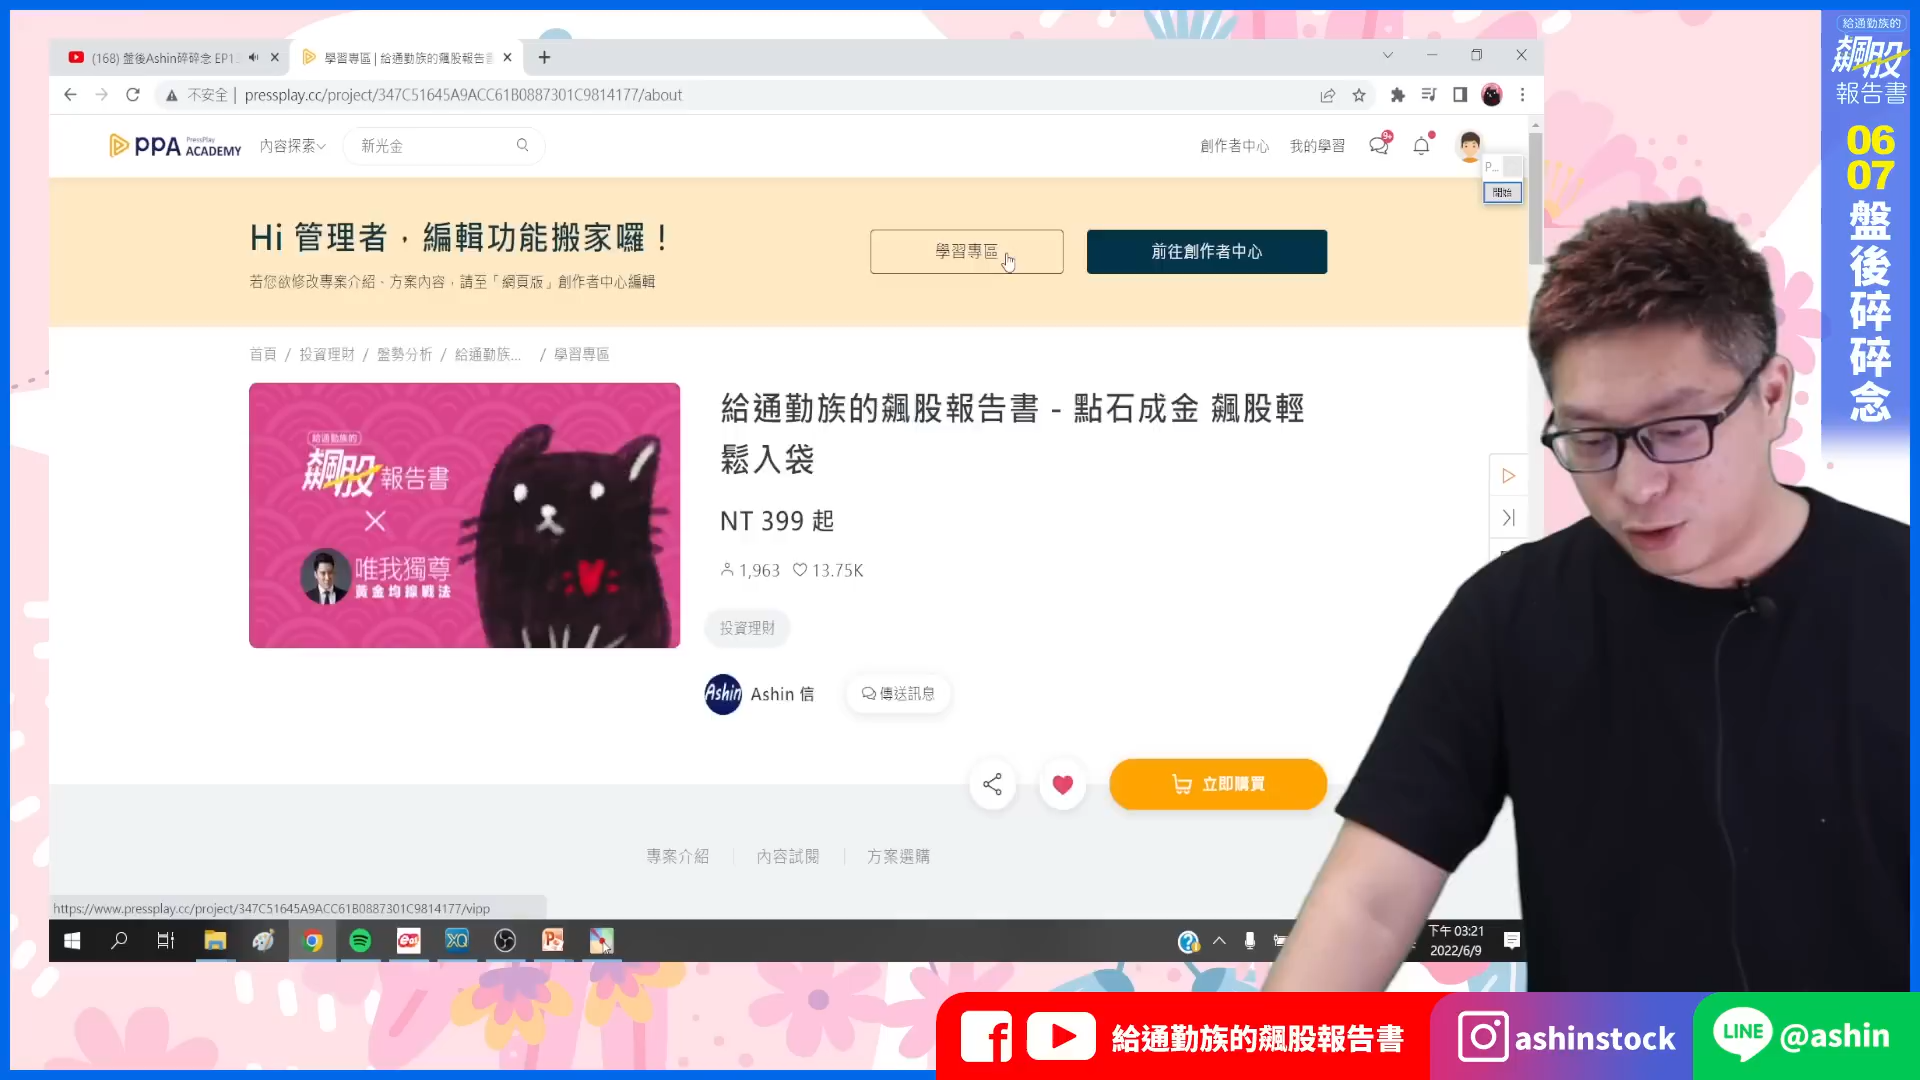 (168) 盤後Ashin碎碎念 EP1
學習專區 | 給通勤族的飆股報告書
不安全 | pressplay.cc/project/347C51645A9ACC61B0887301C9814177/about
PPA PressPlay ACADEMY
內容探索
新光金
創作者中心
我的學習
9+
P...
開始
Hi 管理者，編輯功能搬家囉！
若您欲修改專案介紹、方案內容，請至「網頁版」創作者中心編輯
學習專區
前往創作者中心
首頁 / 投資理財 / 盤勢分析 / 給通勤族... / 學習專區
給通勤族的
飆股報告書
×
唯我獨尊
黃金均線戰法
給通勤族的飆股報告書 - 點石成金 飆股輕
鬆入袋
NT 399 起
1,963 13.75K
投資理財
Ashin
Ashin 信
傳送訊息
立即購買
專案介紹
內容試閱
方案選購
https://www.pressplay.cc/project/347C51645A9ACC61B0887301C9814177/vipp
下午 03:21
2022/6/9
給通勤族的
飆股
報告書
06
07
盤後碎碎念
給通勤族的飆股報告書
ashinstock
LINE
@ashin